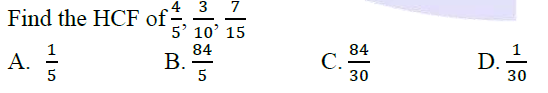 Find the HCF of 4/5, 3/10, 7/15
A. 1/5 B. 84/5 C. 84/30 D. 1/30